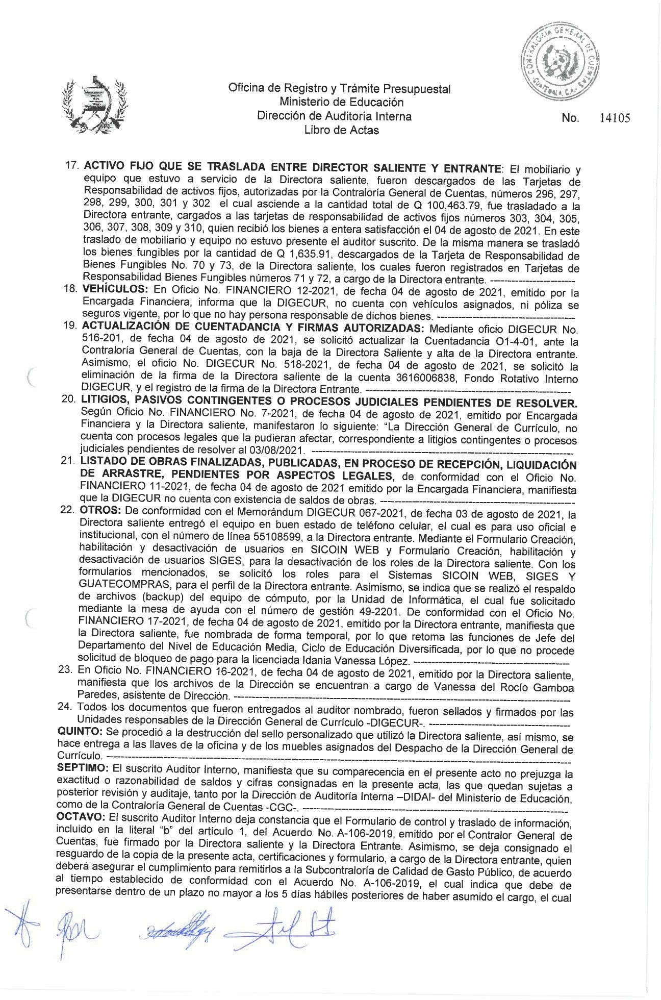 CONTRALORIA GENERAL DE CUENTAS
GUATEMALA, C.A.
Oficina de Registro y Trámite Presupuestal
Ministerio de Educación
Dirección de Auditoría Interna
Libro de Actas
No. 14105
17. ACTIVO FIJO QUE SE TRASLADA ENTRE DIRECTOR SALIENTE Y ENTRANTE: El mobiliario y
equipo que estuvo a servicio de la Directora saliente, fueron descargados de las Tarjetas de
Responsabilidad de activos fijos, autorizadas por la Contraloría General de Cuentas, números 296, 297,
298, 299, 300, 301 y 302 el cual asciende a la cantidad total de Q 100,463.79, fue trasladado a la
Directora entrante, cargados a las tarjetas de responsabilidad de activos fijos números 303, 304, 305,
306, 307, 308, 309 y 310, quien recibió los bienes a entera satisfacción el 04 de agosto de 2021. En este
traslado de mobiliario y equipo no estuvo presente el auditor suscrito. De la misma manera se trasladó
los bienes fungibles por la cantidad de Q 1,635.91, descargados de la Tarjeta de Responsabilidad de
Bienes Fungibles No. 70 y 73, de la Directora saliente, los cuales fueron registrados en Tarjetas de
Responsabilidad Bienes Fungibles números 71 y 72, a cargo de la Directora entrante. ------------------------
18. VEHÍCULOS: En Oficio No. FINANCIERO 12-2021, de fecha 04 de agosto de 2021, emitido por la
Encargada Financiera, informa que la DIGECUR, no cuenta con vehículos asignados, ni póliza se
seguros vigente, por lo que no hay persona responsable de dichos bienes. ---------------------------------------
19. ACTUALIZACIÓN DE CUENTADANCIA Y FIRMAS AUTORIZADAS: Mediante oficio DIGECUR No.
516-201, de fecha 04 de agosto de 2021, se solicitó actualizar la Cuentadancia O1-4-01, ante la
Contraloría General de Cuentas, con la baja de la Directora Saliente y alta de la Directora entrante.
Asimismo, el oficio No. DIGECUR No. 518-2021, de fecha 04 de agosto de 2021, se solicitó la
eliminación de la firma de la Directora saliente de la cuenta 3616006838, Fondo Rotativo Interno
DIGECUR, y el registro de la firma de la Directora Entrante. ----------------------------------------------------------
20. LITIGIOS, PASIVOS CONTINGENTES O PROCESOS JUDICIALES PENDIENTES DE RESOLVER.
Según Oficio No. FINANCIERO No. 7-2021, de fecha 04 de agosto de 2021, emitido por Encargada
Financiera y la Directora saliente, manifestaron lo siguiente: “La Dirección General de Currículo, no
cuenta con procesos legales que la pudieran afectar, correspondiente a litigios contingentes o procesos
judiciales pendientes de resolver al 03/08/2021. --------------------------------------------------------------------------
21. LISTADO DE OBRAS FINALIZADAS, PUBLICADAS, EN PROCESO DE RECEPCIÓN, LIQUIDACIÓN
DE ARRASTRE, PENDIENTES POR ASPECTOS LEGALES, de conformidad con el Oficio No.
FINANCIERO 11-2021, de fecha 04 de agosto de 2021 emitido por la Encargada Financiera, manifiesta
que la DIGECUR no cuenta con existencia de saldos de obras. -------------------------------------------------------
22. OTROS: De conformidad con el Memorándum DIGECUR 067-2021, de fecha 03 de agosto de 2021, la
Directora saliente entregó el equipo en buen estado de teléfono celular, el cual es para uso oficial e
institucional, con el número de línea 55108599, a la Directora entrante. Mediante el Formulario Creación,
habilitación y desactivación de usuarios en SICOIN WEB y Formulario Creación, habilitación y
desactivación de usuarios SIGES, para la desactivación de los roles de la Directora saliente. Con los
formularios mencionados, se solicitó los roles para el Sistemas SICOIN WEB, SIGES Y
GUATECOMPRAS, para el perfil de la Directora entrante. Asimismo, se indica que se realizó el respaldo
de archivos (backup) del equipo de cómputo, por la Unidad de Informática, el cual fue solicitado
mediante la mesa de ayuda con el número de gestión 49-2201. De conformidad con el Oficio No.
FINANCIERO 17-2021, de fecha 04 de agosto de 2021, emitido por la Directora entrante, manifiesta que
la Directora saliente, fue nombrada de forma temporal, por lo que retoma las funciones de Jefe del
Departamento del Nivel de Educación Media, Ciclo de Educación Diversificada, por lo que no procede
solicitud de bloqueo de pago para la licenciada Idania Vanessa López. --------------------------------------------
23. En Oficio No. FINANCIERO 16-2021, de fecha 04 de agosto de 2021, emitido por la Directora saliente,
manifiesta que los archivos de la Dirección se encuentran a cargo de Vanessa del Rocío Gamboa
Paredes, asistente de Dirección. -----------------------------------------------------------------------------------------------
24. Todos los documentos que fueron entregados al auditor nombrado, fueron sellados y firmados por las
Unidades responsables de la Dirección General de Currículo -DIGECUR-. ----------------------------------------
QUINTO: Se procedió a la destrucción del sello personalizado que utilizó la Directora saliente, así mismo, se
hace entrega a las llaves de la oficina y de los muebles asignados del Despacho de la Dirección General de
Currículo. ------------------------------------------------------------------------------------------------------------------------------------
SEPTIMO: El suscrito Auditor Interno, manifiesta que su comparecencia en el presente acto no prejuzga la
exactitud o razonabilidad de saldos y cifras consignadas en la presente acta, las que quedan sujetas a
posterior revisión y auditaje, tanto por la Dirección de Auditoría Interna –DIDAI- del Ministerio de Educación,
como de la Contraloría General de Cuentas -CGC-. ---------------------------------------------------------------------------
OCTAVO: El suscrito Auditor Interno deja constancia que el Formulario de control y traslado de información,
incluido en la literal “b” del artículo 1, del Acuerdo No. A-106-2019, emitido por el Contralor General de
Cuentas, fue firmado por la Directora saliente y la Directora Entrante. Asimismo, se deja consignado el
resguardo de la copia de la presente acta, certificaciones y formulario, a cargo de la Directora entrante, quien
deberá asegurar el cumplimiento para remitirlos a la Subcontraloría de Calidad de Gasto Público, de acuerdo
al tiempo establecido de conformidad con el Acuerdo No. A-106-2019, el cual indica que debe de
presentarse dentro de un plazo no mayor a los 5 días hábiles posteriores de haber asumido el cargo, el cual